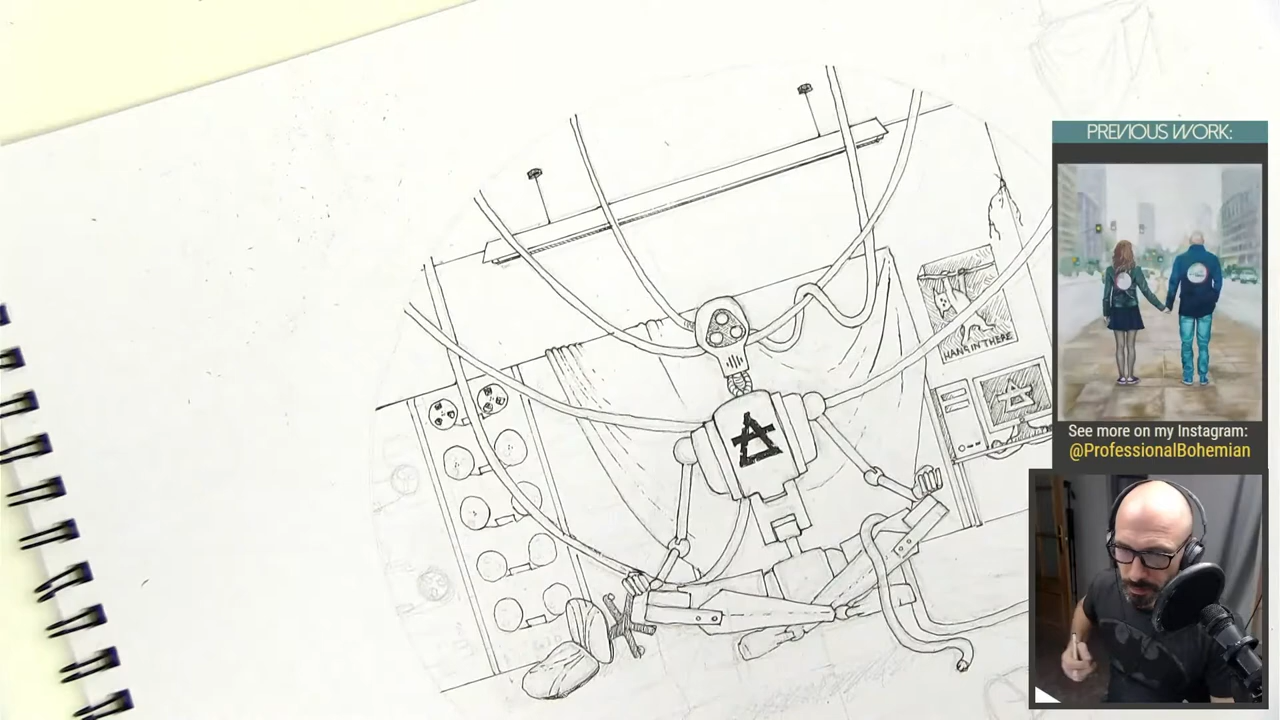 PREVIOUS WORK:
HANG IN THERE
See more on my Instagram:
@ProfessionalBohemian